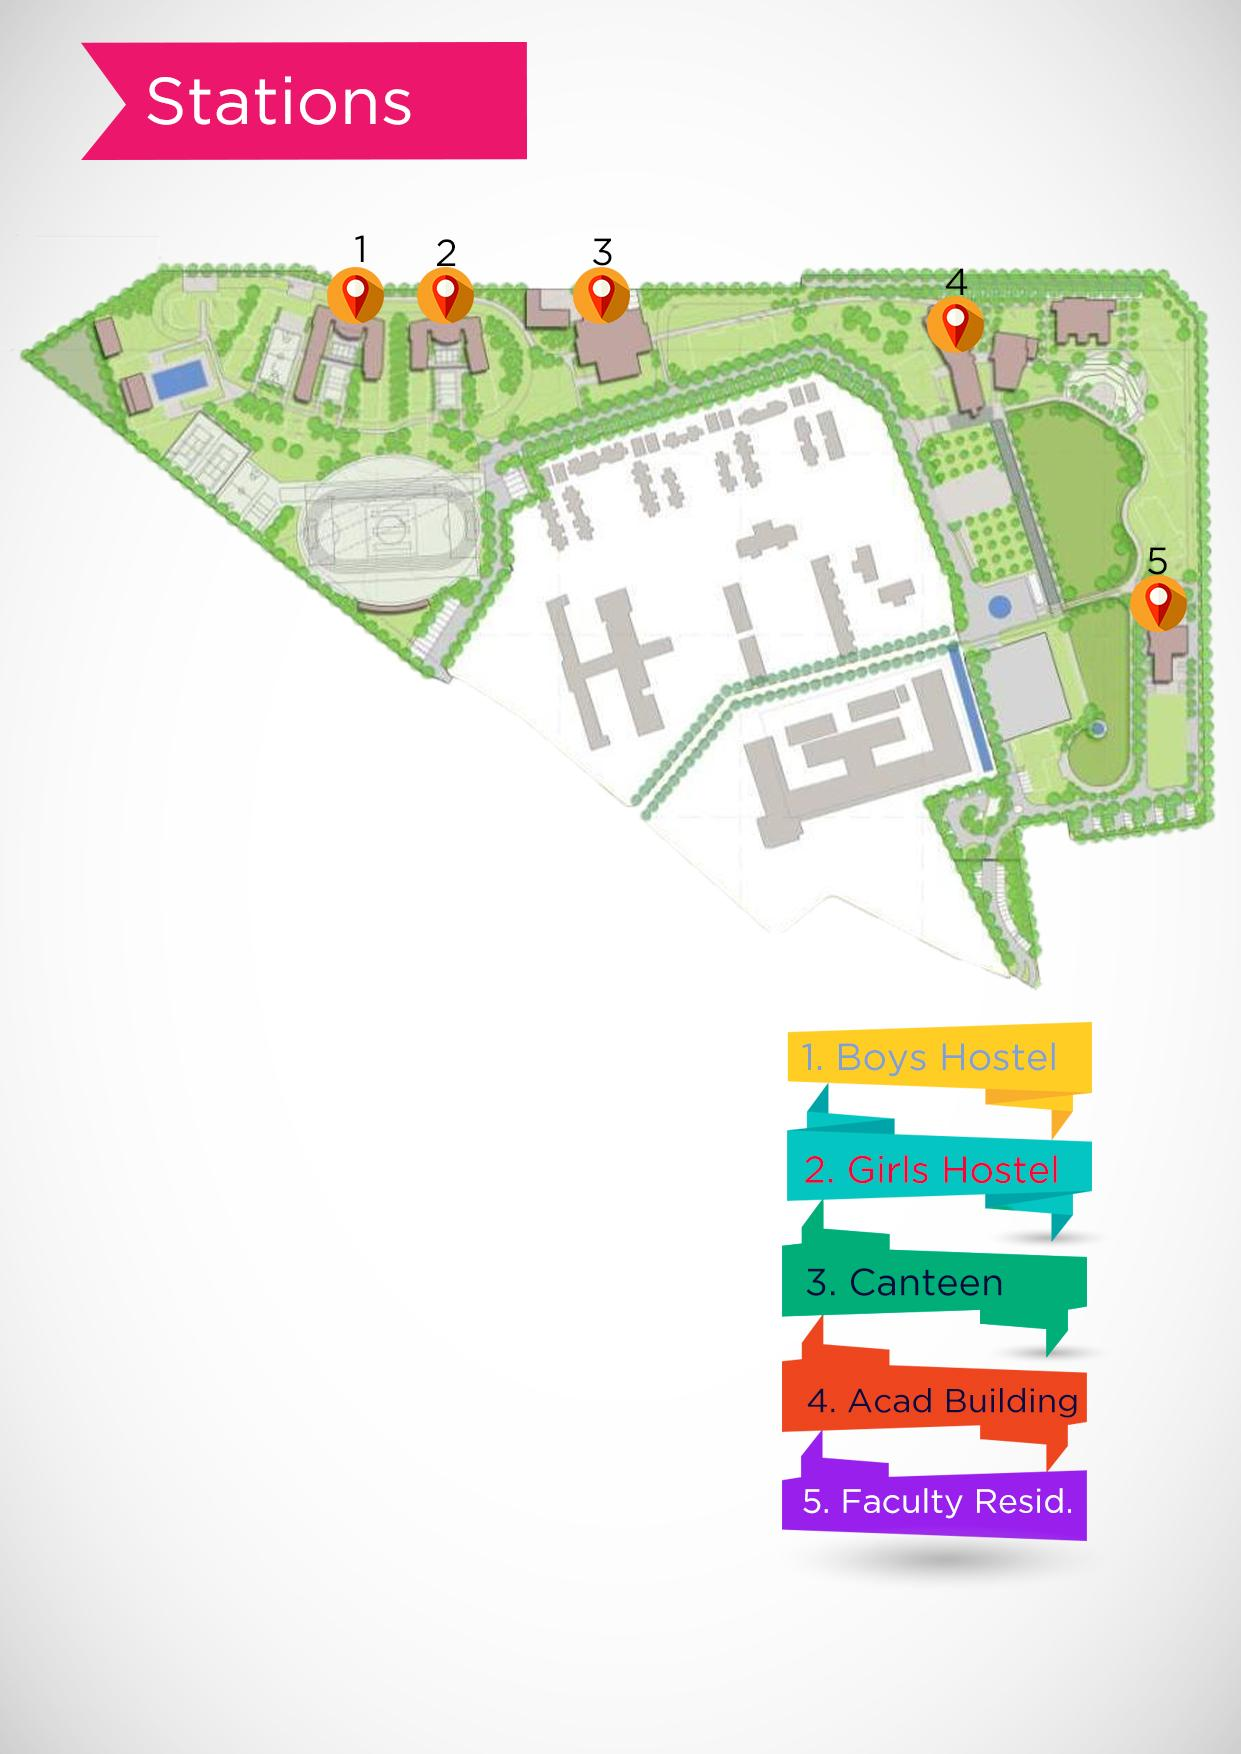 Stations
1
2
3
4
5
1. Boys Hostel
2. Girls Hostel
3. Canteen
4. Acad Building
5. Faculty Resid.